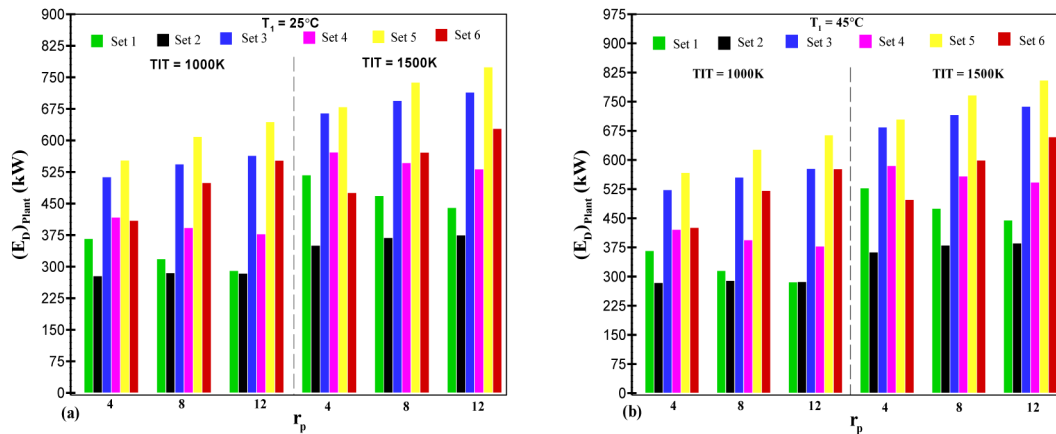 T1 = 25°C
Set 1 Set 2 Set 3 Set 4 Set 5 Set 6
TIT = 1000K TIT = 1500K
900
825
750
675
600
525
450
375
300
225
150
75
0
(ED)Plant (kW)
4 8 12 4 8 12
(a) rp
T1 = 45°C
Set 1 Set 2 Set 3 Set 4 Set 5 Set 6
TIT = 1000K TIT = 1500K
975
900
825
750
675
600
525
450
375
300
225
150
75
0
(ED)Plant (kW)
4 8 12 4 8 12
(b) rp